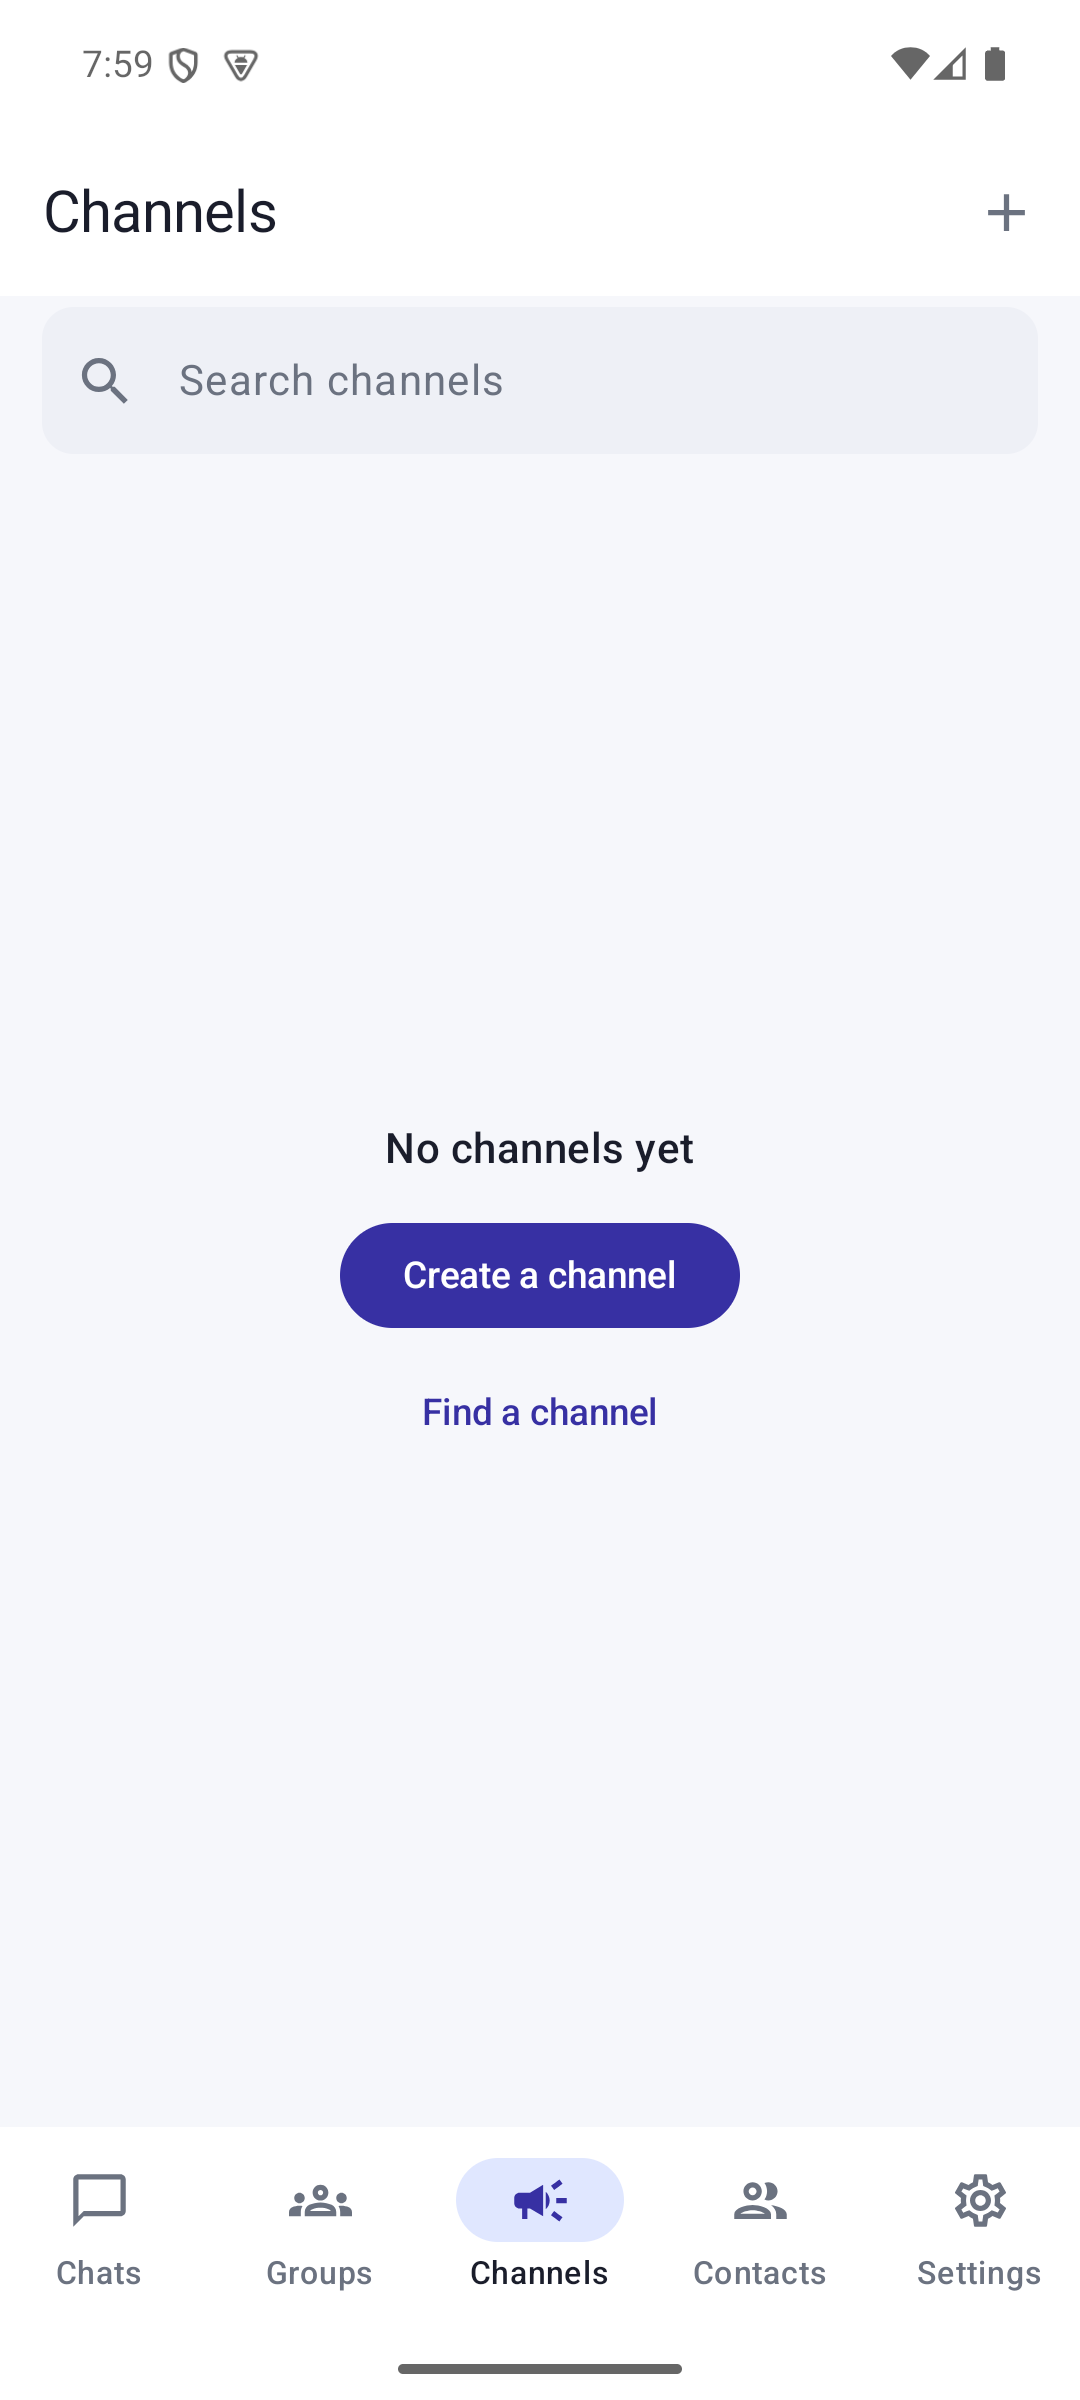 7:59
Channels
Search channels
No channels yet
Create a channel
Find a channel
Chats
Groups
Channels
Contacts
Settings